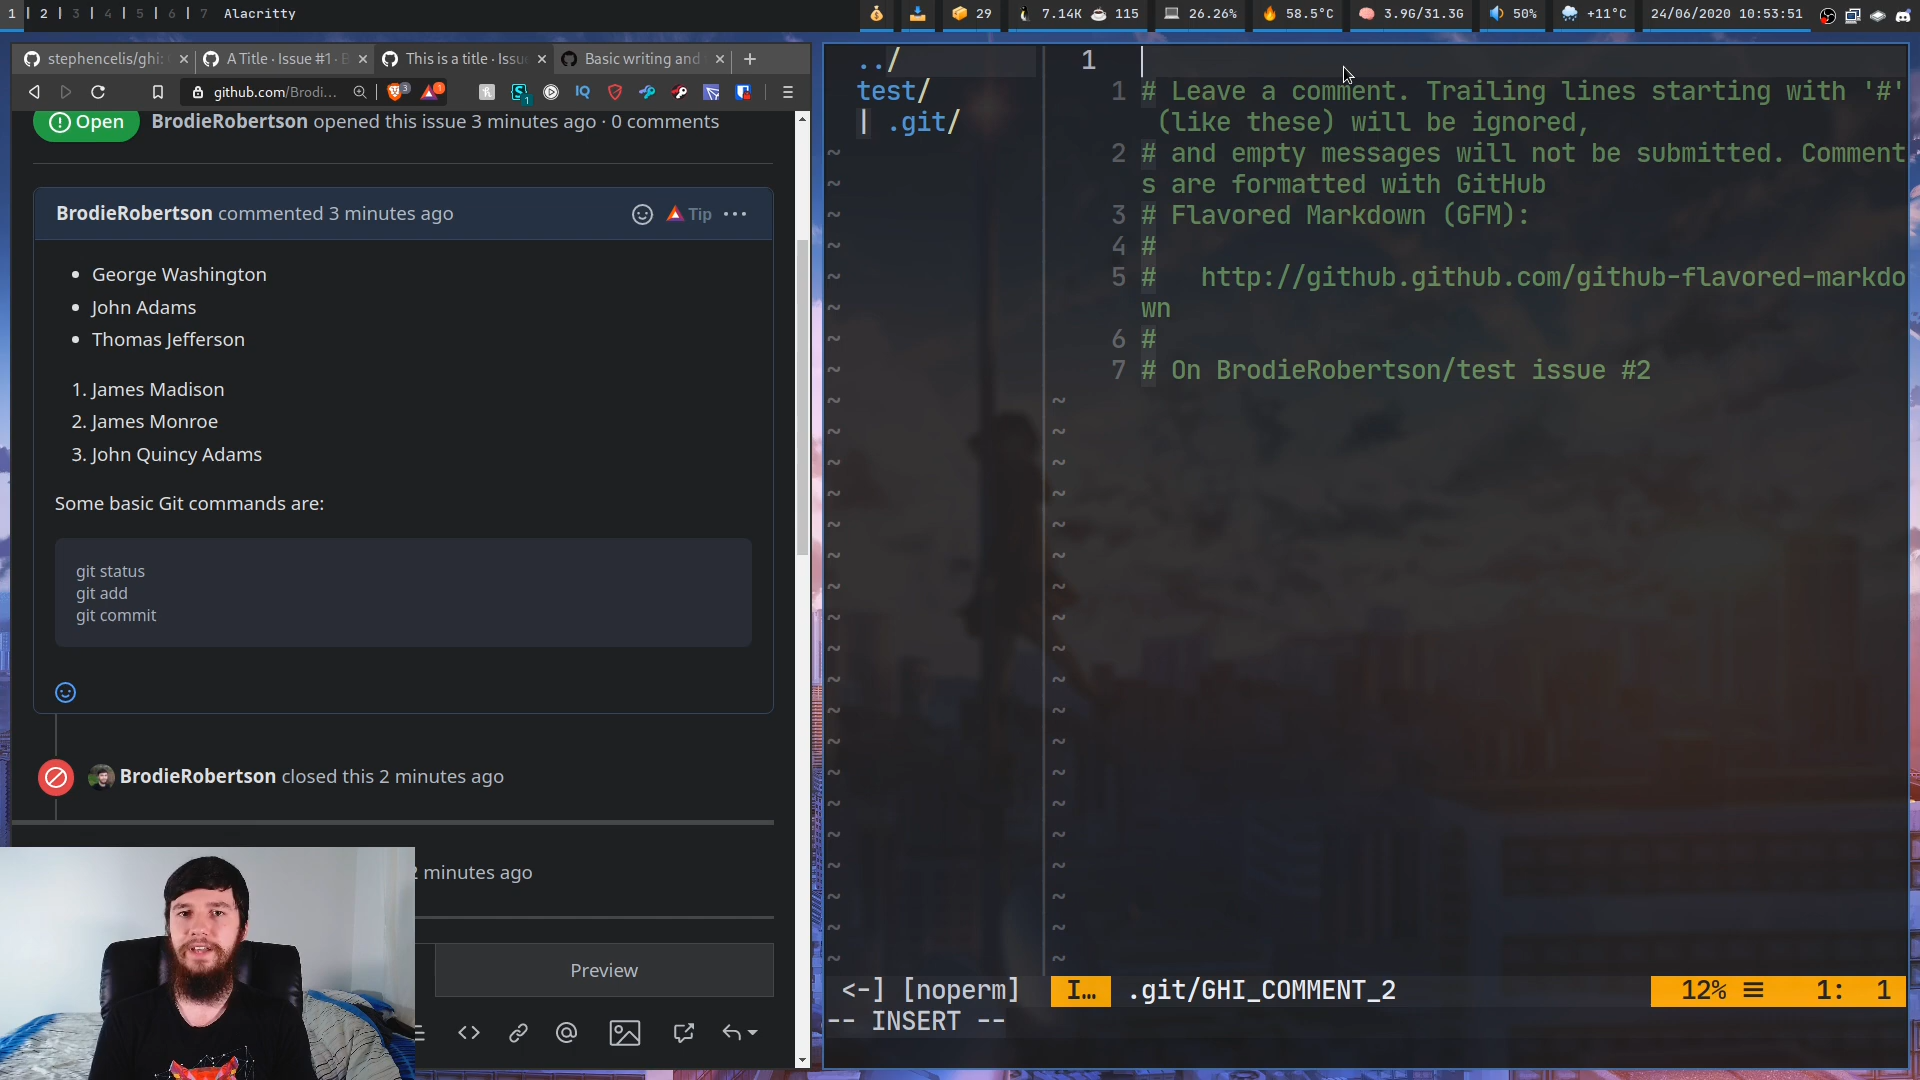 1 | 2 | 3 | 4 | 5 | 6 | 7 Alacritty
29 7.14K 115 26.26% 58.5°C 3.9G/31.3G 50% +11°C 24/06/2020 10:53:51
stephencelis/ghi: × A Title · Issue #1 · B × This is a title · Issue × Basic writing and × +
github.com/Brodi... 3 1 1
Open BrodieRobertson opened this issue 3 minutes ago · 0 comments
BrodieRobertson commented 3 minutes ago Tip ...
• George Washington
• John Adams
• Thomas Jefferson
1. James Madison
2. James Monroe
3. John Quincy Adams
Some basic Git commands are:
git status
git add
git commit
BrodieRobertson closed this 2 minutes ago
2 minutes ago
Preview
../
test/
| .git/
1
1 # Leave a comment. Trailing lines starting with '#'
(like these) will be ignored,
2 # and empty messages will not be submitted. Comment
s are formatted with GitHub
3 # Flavored Markdown (GFM):
4 #
5 # http://github.github.com/github-flavored-markdo
wn
6 #
7 # On BrodieRobertson/test issue #2
<-] [noperm] I… .git/GHI_COMMENT_2 12% ☰ 1: 1
-- INSERT --